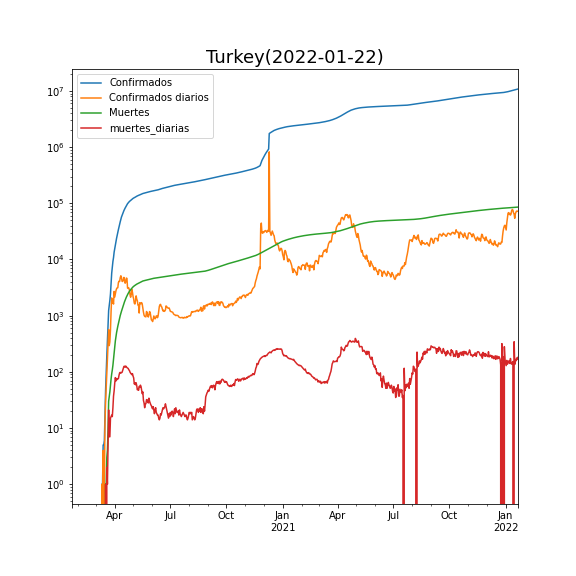 Turkey(2022-01-22)
Confirmados
Confirmados diarios
Muertes
muertes_diarias
10⁷
10⁶
10⁵
10⁴
10³
10²
10¹
10⁰
Apr Jul Oct Jan Apr Jul Oct Jan
2021 2022